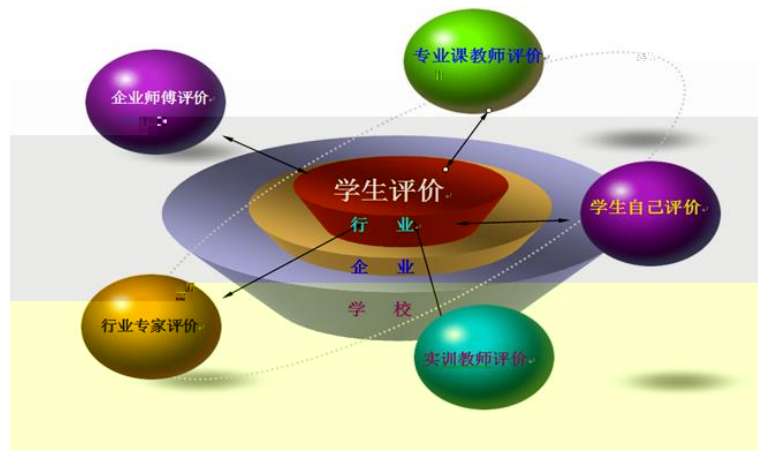 专业课教师评价
企业师傅评价
学生评价
学生自己评价
行 业
企 业
学 校
行业专家评价
实训教师评价